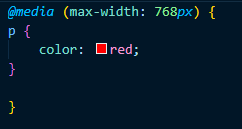 @media (max-width: 768px) {
p {
    color: red;
}

}